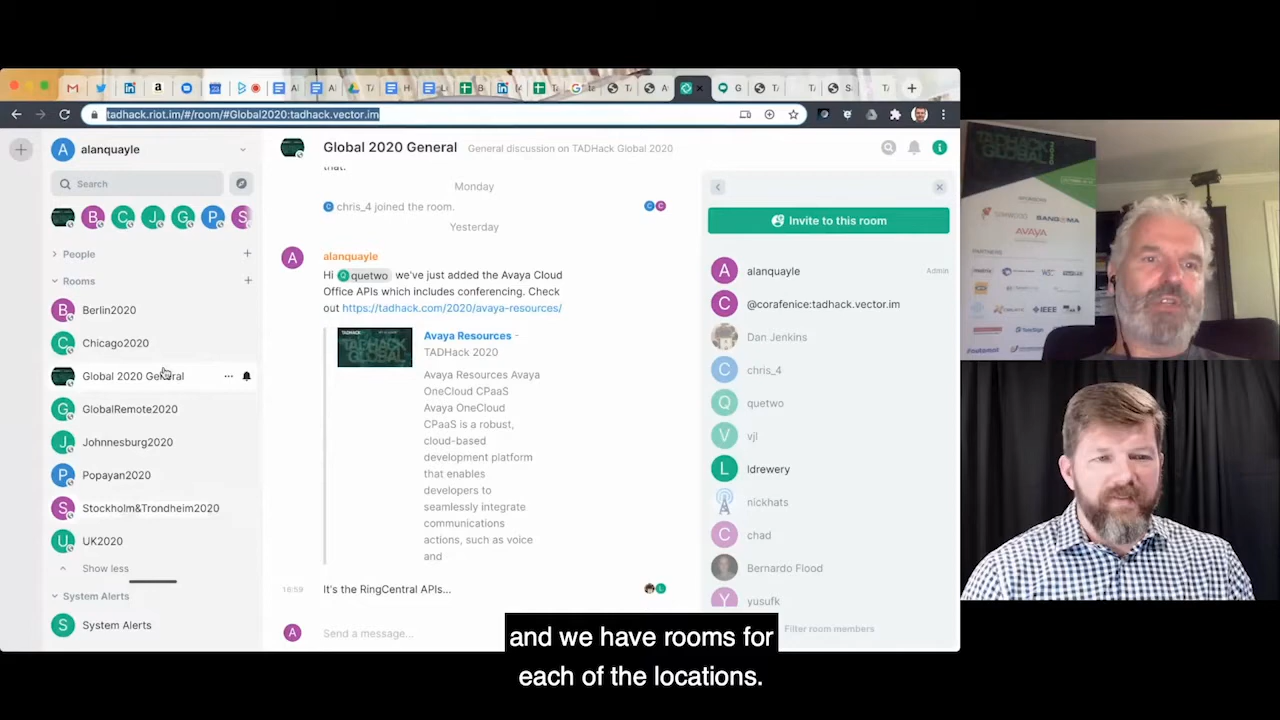 tadhack.riot.im/#/room/#Global2020:tadhack.vector.im
alanquayle
Search
People
Rooms
Berlin2020
Chicago2020
Global 2020 General
GlobalRemote2020
Johnnesburg2020
Popayan2020
Stockholm&Trondheim2020
UK2020
Show less
System Alerts
System Alerts
Global 2020 General General discussion on TADHack Global 2020
that.
Monday
chris_4 joined the room.
Yesterday
alanquayle
Hi quetwo we've just added the Avaya Cloud
Office APIs which includes conferencing. Check
out https://tadhack.com/2020/avaya-resources/
Avaya Resources -
TADHack 2020
Avaya Resources Avaya
OneCloud CPaaS
Avaya OneCloud
CPaaS is a robust,
cloud-based
development platform
that enables
developers to
seamlessly integrate
communications
actions, such as voice
and
16:59 It's the RingCentral APIs...
Send a message...
Invite to this room
alanquayle Admin
@corafenice:tadhack.vector.im
Dan Jenkins
chris_4
quetwo
vjl
ldrewery
nickhats
chad
Bernardo Flood
yusufk
Filter room members
TADHACK
GLOBAL
SANGOMA
AVAYA
IEEE
and we have rooms for
each of the locations.